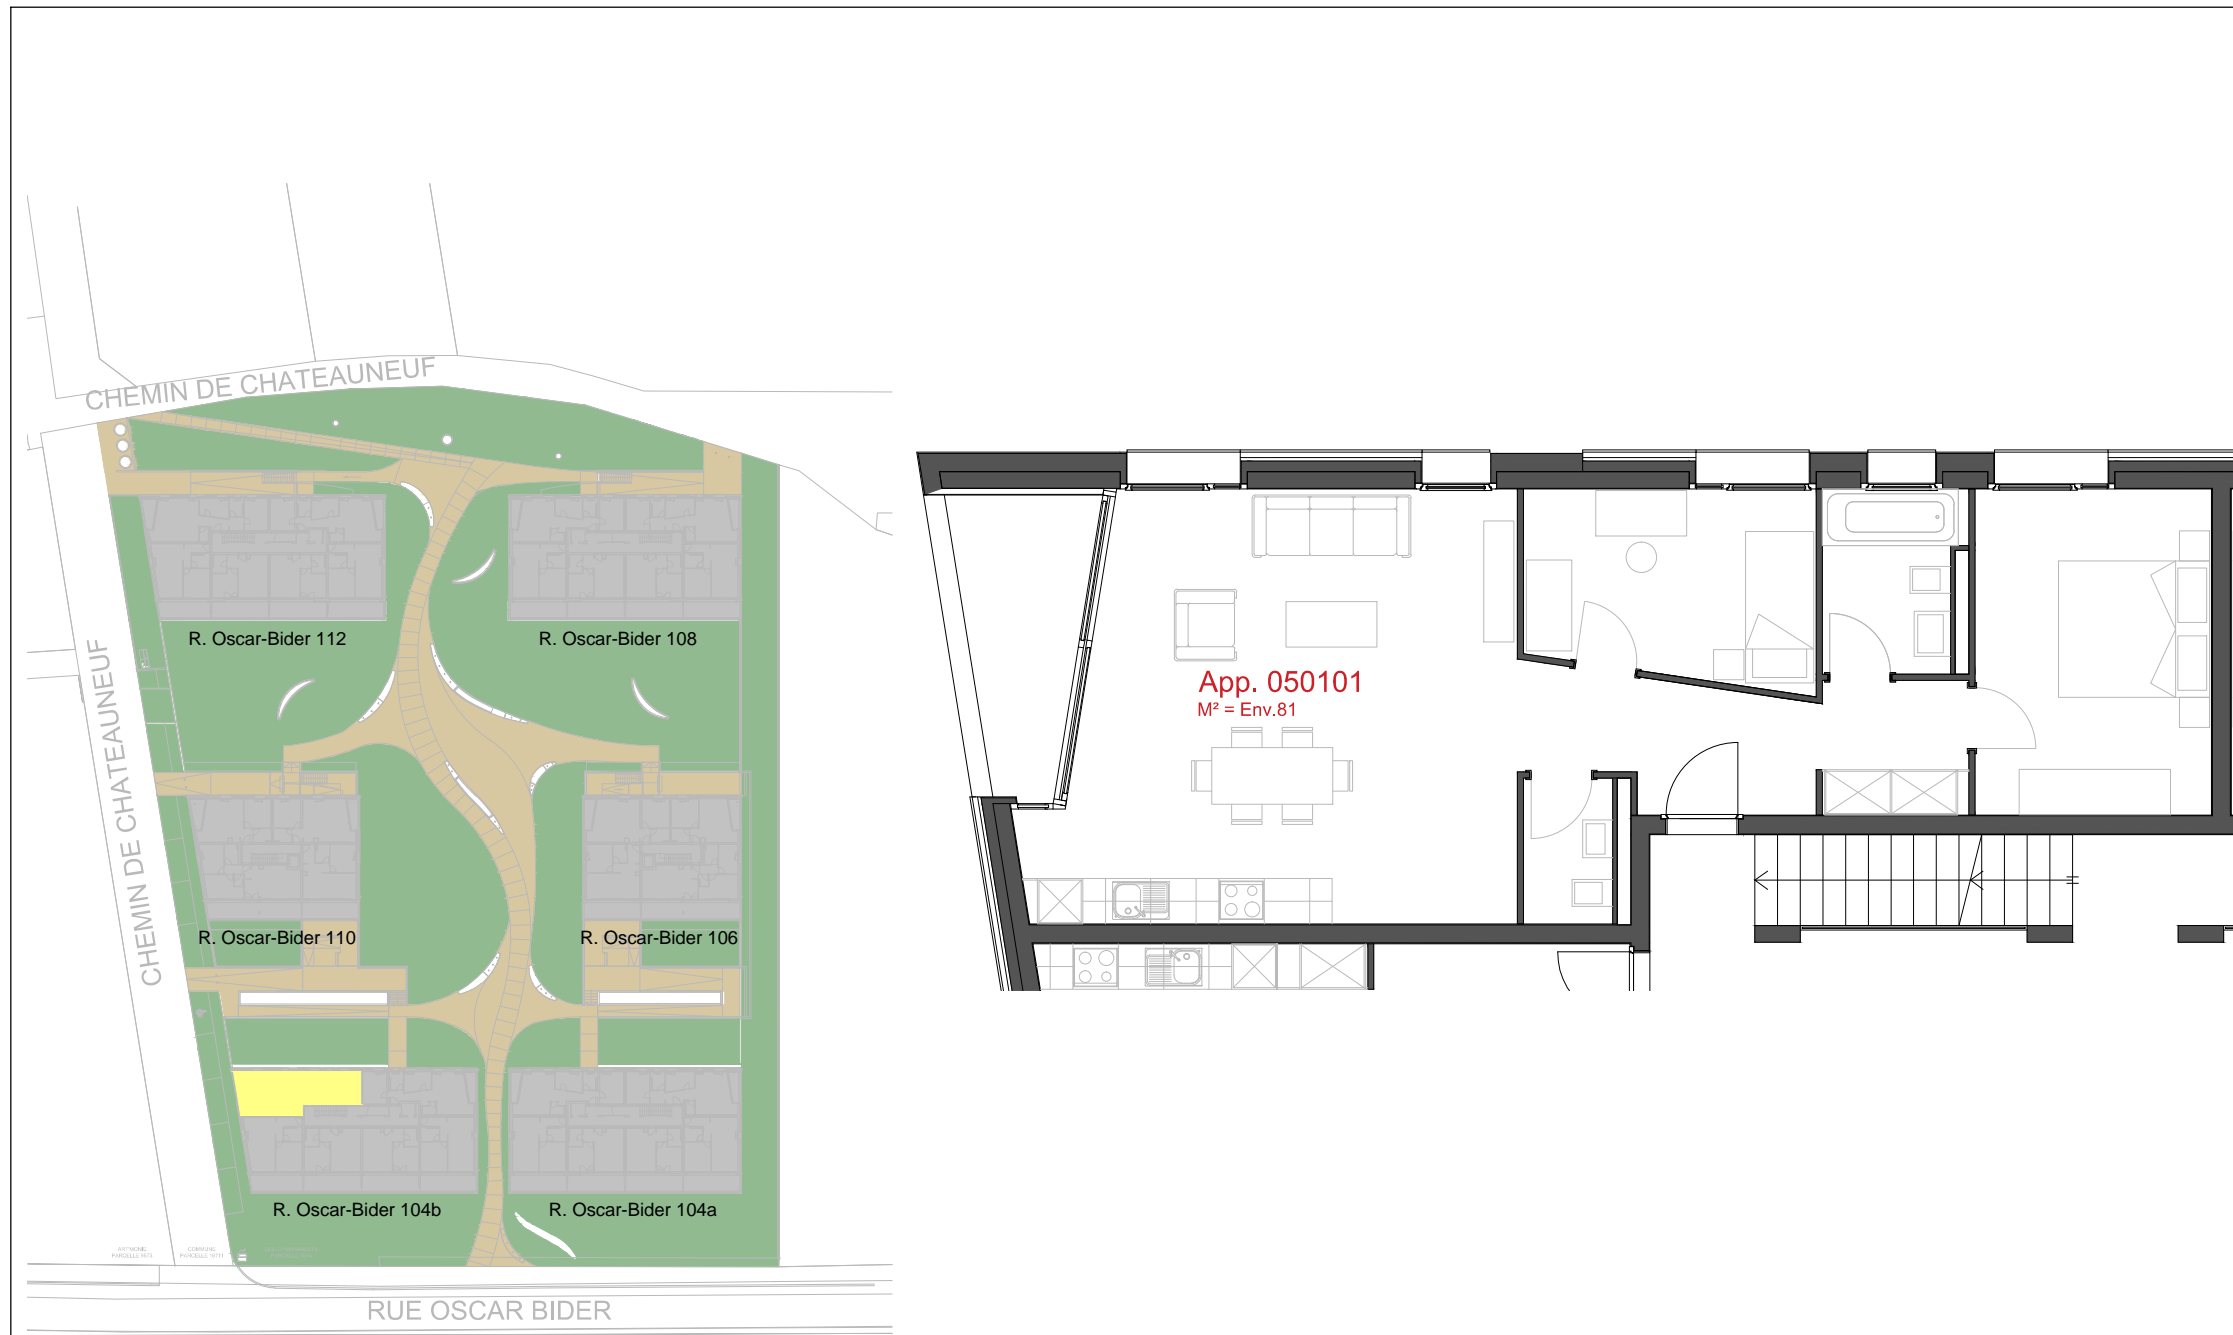 CHEMIN DE CHATEAUNEUF
R. Oscar-Bider 112
R. Oscar-Bider 108
CHEMIN DE CHATEAUNEUF
App. 050101
M² = Env.81
R. Oscar-Bider 110
R. Oscar-Bider 106
R. Oscar-Bider 104b
R. Oscar-Bider 104a
RUE OSCAR BIDER